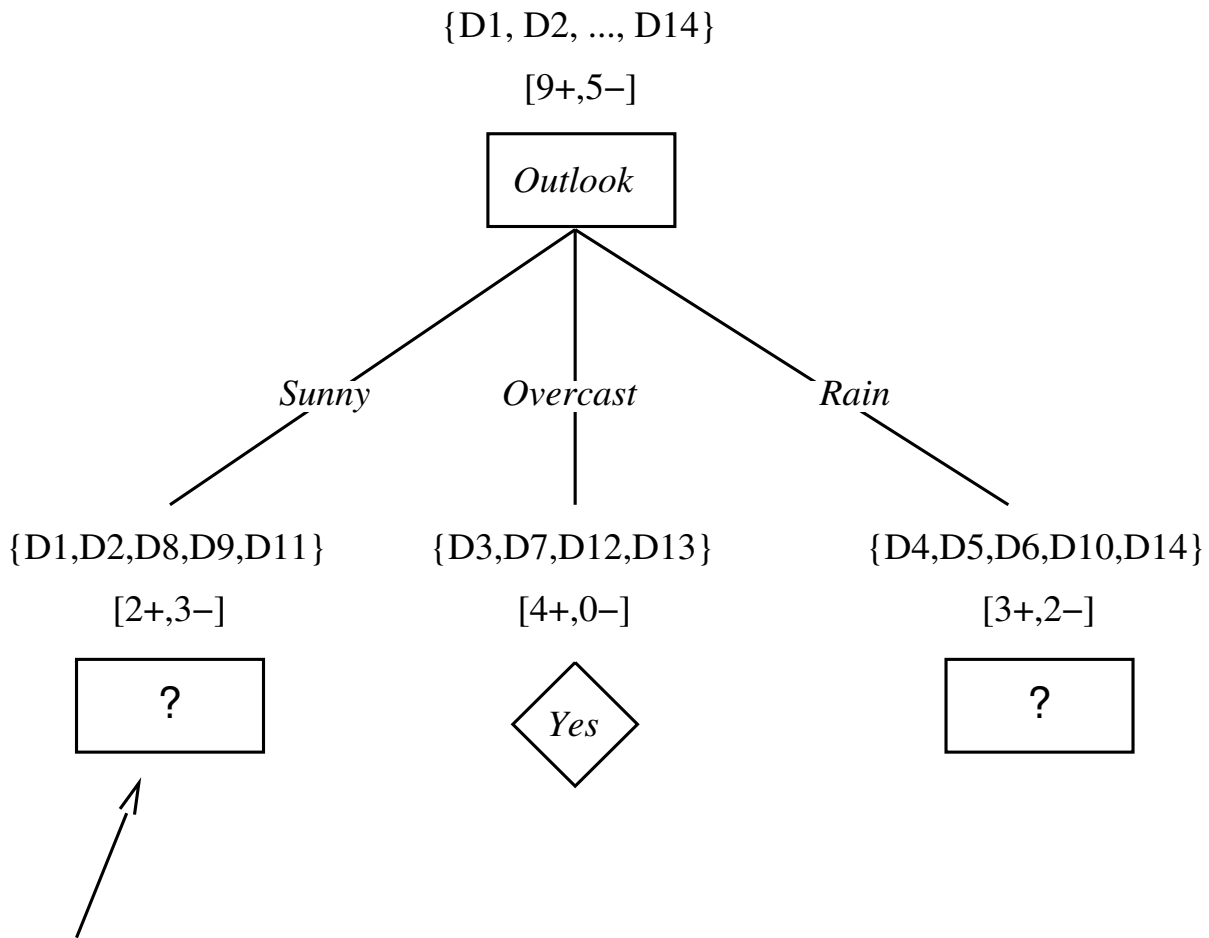 {D1, D2, ..., D14}
[9+,5−]
Outlook
Sunny Overcast Rain
{D1,D2,D8,D9,D11} {D3,D7,D12,D13} {D4,D5,D6,D10,D14}
[2+,3−] [4+,0−] [3+,2−]
? Yes ?